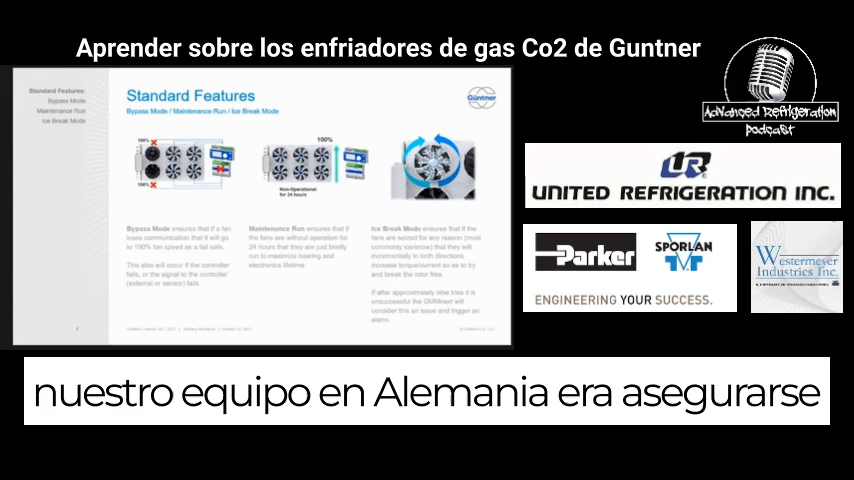 Aprender sobre los enfriadores de gas Co2 de Guntner
Advanced Refrigeration
podcast
Standard Features:
Bypass Mode
Maintenance Run
Ice Break Mode
Standard Features
Bypass Mode / Maintenance Run / Ice Break Mode
Güntner
100%
100%
100%
Non-Operational
for 24 hours
Bypass Mode ensures that if a fan
loses communication that it will go
to 100% fan speed as a fail safe.
This also will occur if the controller
fails, or the signal to the controller
(external or sensor) fails.
Maintenance Run ensures that if
the fans are without operation for
24 hours that they are just briefly
run to maximize bearing and
electronics lifetime.
Ice Break Mode ensures that if the
fans are seized for any reason (most
commonly ice/snow) that they will
incrementally in both directions
increase torque/current so as to try
and break the rotor free.
If after approximately nine tries it is
unsuccessful the GMMnext will
consider this an issue and trigger an
alarm.
UR
UNITED REFRIGERATION INC.
Parker
SPORLAN
ENGINEERING YOUR SUCCESS.
Westermeyer
Industries Inc.
nuestro equipo en Alemania era asegurarse